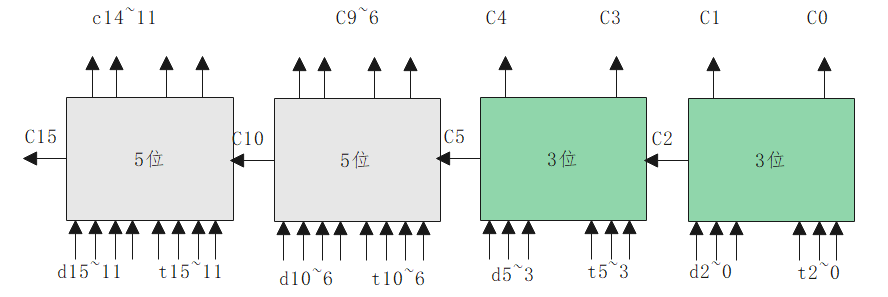 c14~11 C9~6 C4 C3 C1 C0
C15 C10 C5 C2
5位 5位 3位 3位
d15~11 t15~11 d10~6 t10~6 d5~3 t5~3 d2~0 t2~0